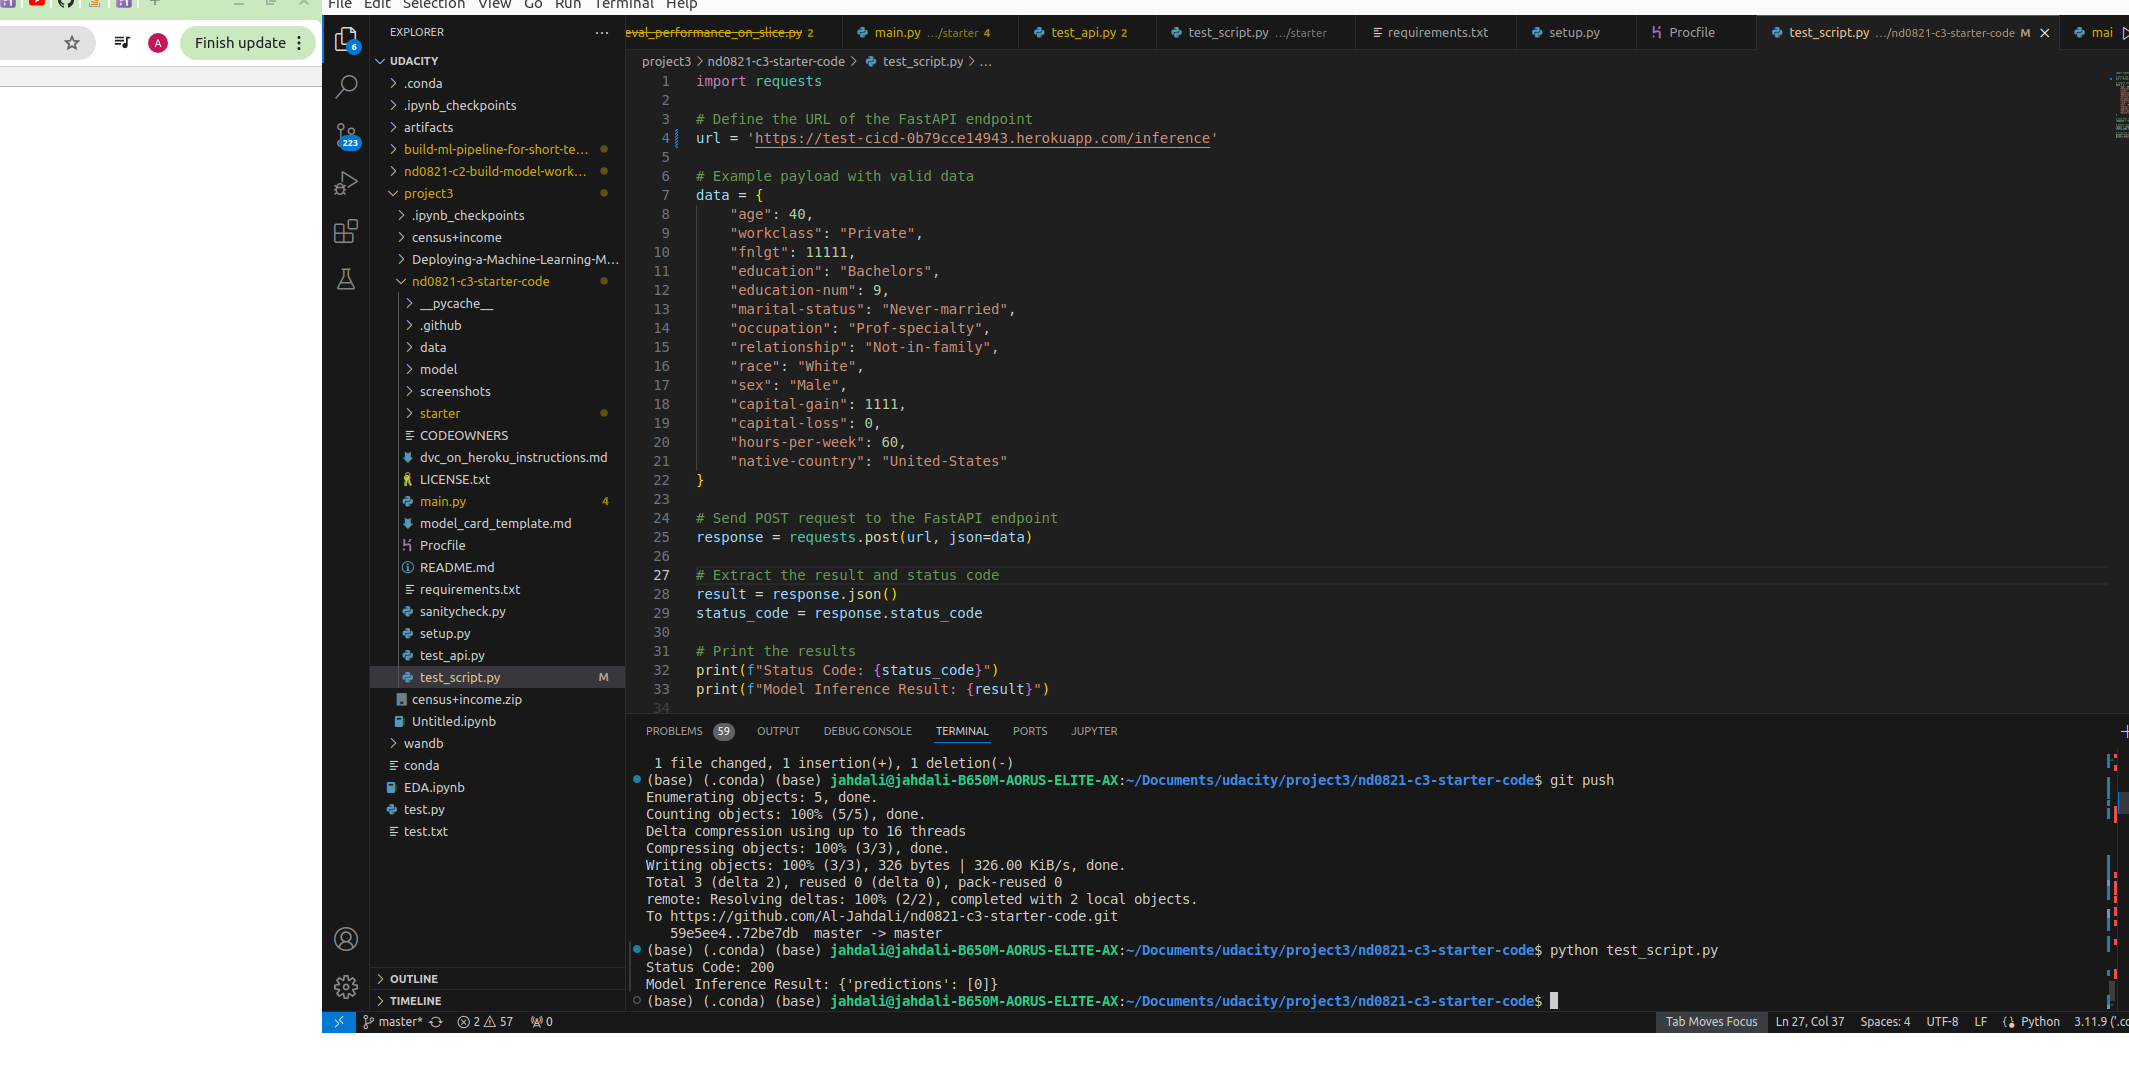 File Edit Selection View Go Run Terminal Help
A
Finish update
EXPLORER
eval_performance_on_slice.py 2
main.py .../starter 4
test_api.py 2
test_script.py .../starter
requirements.txt
setup.py
Procfile
test_script.py .../nd0821-c3-starter-code M
mai
6
223
UDACITY
.conda
.ipynb_checkpoints
artifacts
build-ml-pipeline-for-short-te...
nd0821-c2-build-model-work...
project3
.ipynb_checkpoints
census+income
Deploying-a-Machine-Learning-M...
nd0821-c3-starter-code
__pycache__
.github
data
model
screenshots
starter
CODEOWNERS
dvc_on_heroku_instructions.md
LICENSE.txt
main.py 4
model_card_template.md
Procfile
README.md
requirements.txt
sanitycheck.py
setup.py
test_api.py
test_script.py M
census+income.zip
Untitled.ipynb
wandb
conda
EDA.ipynb
test.py
test.txt
OUTLINE
TIMELINE
project3 > nd0821-c3-starter-code > test_script.py > ...
1 import requests
2
3 # Define the URL of the FastAPI endpoint
4 url = 'https://test-cicd-0b79cce14943.herokuapp.com/inference'
5
6 # Example payload with valid data
7 data = {
8 "age": 40,
9 "workclass": "Private",
10 "fnlgt": 11111,
11 "education": "Bachelors",
12 "education-num": 9,
13 "marital-status": "Never-married",
14 "occupation": "Prof-specialty",
15 "relationship": "Not-in-family",
16 "race": "White",
17 "sex": "Male",
18 "capital-gain": 1111,
19 "capital-loss": 0,
20 "hours-per-week": 60,
21 "native-country": "United-States"
22 }
23
24 # Send POST request to the FastAPI endpoint
25 response = requests.post(url, json=data)
26
27 # Extract the result and status code
28 result = response.json()
29 status_code = response.status_code
30
31 # Print the results
32 print(f"Status Code: {status_code}")
33 print(f"Model Inference Result: {result}")
34
PROBLEMS 59 OUTPUT DEBUG CONSOLE TERMINAL PORTS JUPYTER
1 file changed, 1 insertion(+), 1 deletion(-)
(base) (.conda) (base) jahdali@jahdali-B650M-AORUS-ELITE-AX:~/Documents/udacity/project3/nd0821-c3-starter-code$ git push
Enumerating objects: 5, done.
Counting objects: 100% (5/5), done.
Delta compression using up to 16 threads
Compressing objects: 100% (3/3), done.
Writing objects: 100% (3/3), 326 bytes | 326.00 KiB/s, done.
Total 3 (delta 2), reused 0 (delta 0), pack-reused 0
remote: Resolving deltas: 100% (2/2), completed with 2 local objects.
To https://github.com/Al-Jahdali/nd0821-c3-starter-code.git
59e5ee4..72be7db master -> master
(base) (.conda) (base) jahdali@jahdali-B650M-AORUS-ELITE-AX:~/Documents/udacity/project3/nd0821-c3-starter-code$ python test_script.py
Status Code: 200
Model Inference Result: {'predictions': [0]}
(base) (.conda) (base) jahdali@jahdali-B650M-AORUS-ELITE-AX:~/Documents/udacity/project3/nd0821-c3-starter-code$
master* 2 57 0
Tab Moves Focus Ln 27, Col 37 Spaces: 4 UTF-8 LF Python 3.11.9 ('.co